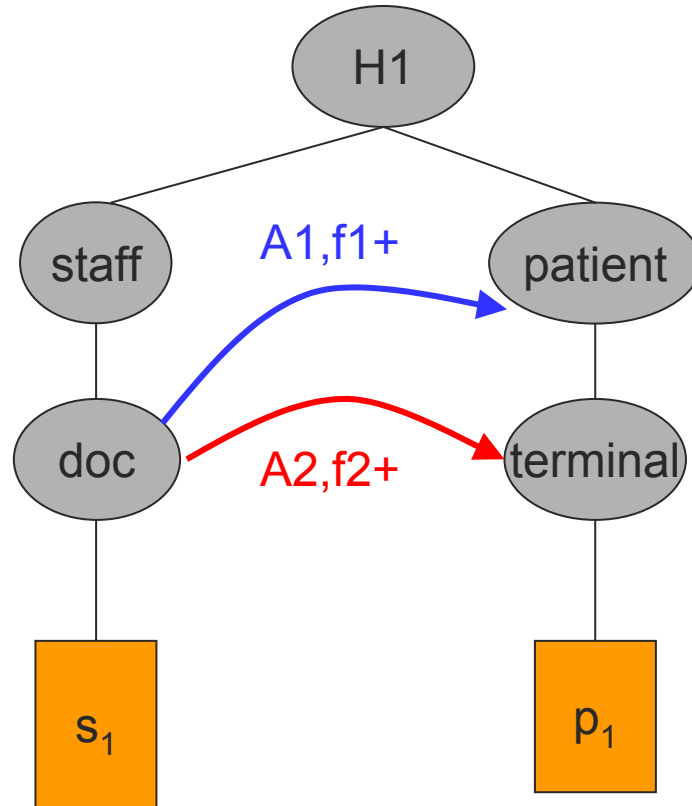 H1
staff
A1,f1+
patient
doc
A2,f2+
terminal
s₁
p₁